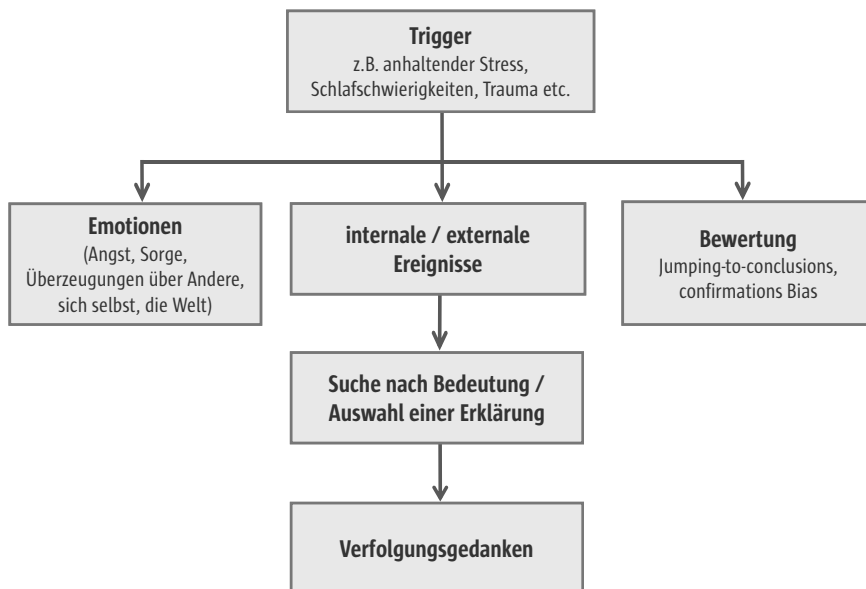 Trigger
z.B. anhaltender Stress,
Schlafschwierigkeiten, Trauma etc.
Emotionen
(Angst, Sorge,
Überzeugungen über Andere,
sich selbst, die Welt)
internale / externale
Ereignisse
Bewertung
Jumping-to-conclusions,
confirmations Bias
Suche nach Bedeutung /
Auswahl einer Erklärung
Verfolgungsgedanken